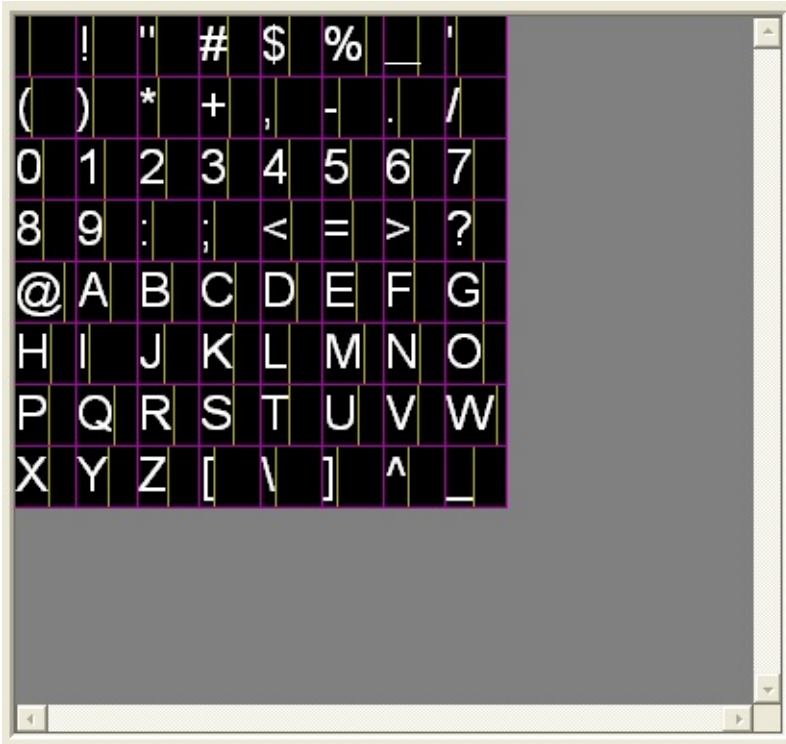 ! " # $ % _ '
( ) * + , - . /
0 1 2 3 4 5 6 7
8 9 : ; < = > ?
@ A B C D E F G
H I J K L M N O
P Q R S T U V W
X Y Z [ \ ] ^ _